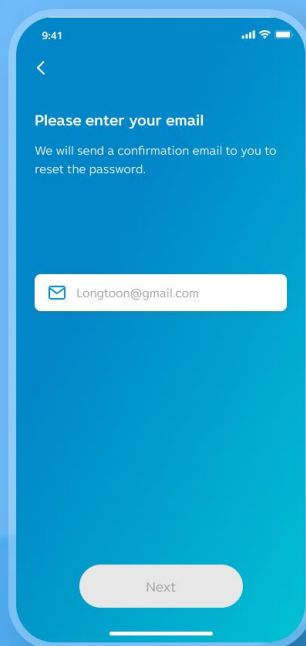 9:41
Please enter your email
We will send a confirmation email to you to
reset the password.
Longtoon@gmail.com
Next